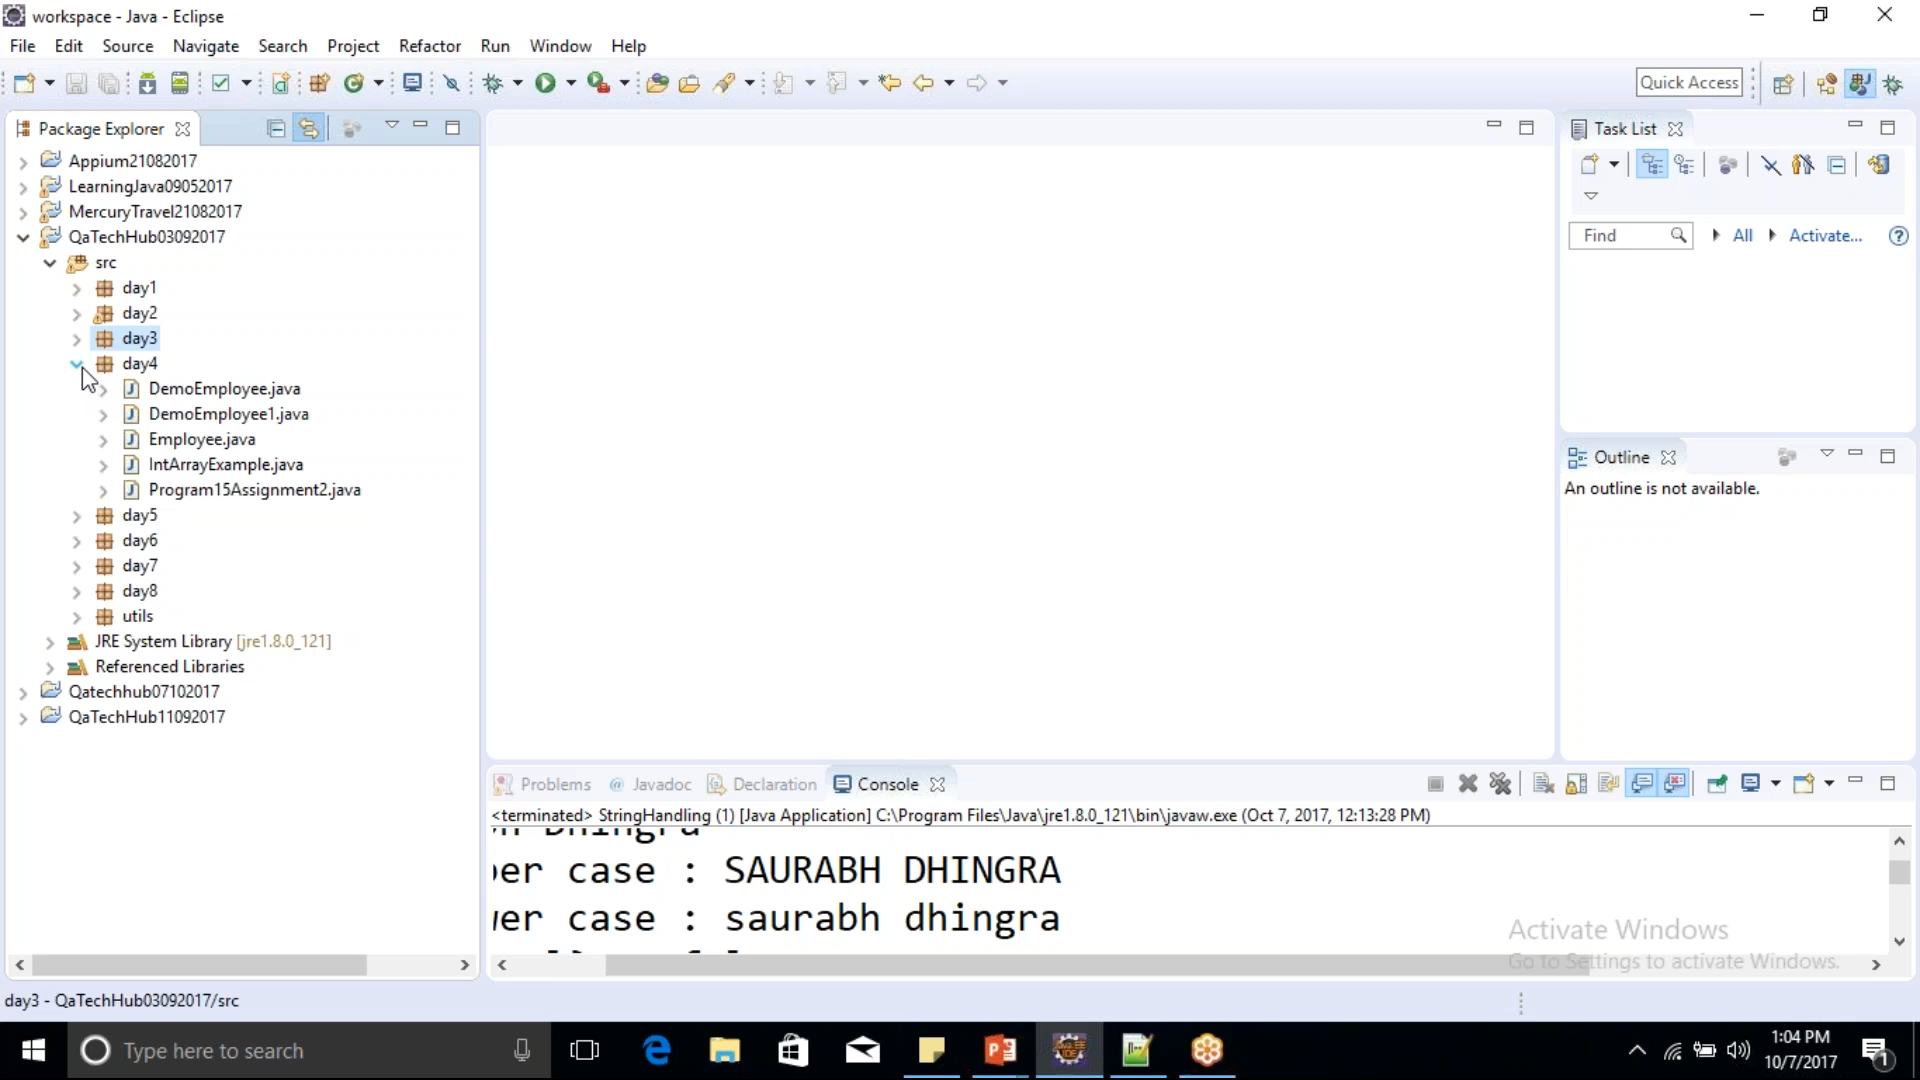 workspace - Java - Eclipse
File Edit Source Navigate Search Project Refactor Run Window Help
Quick Access
Package Explorer
Appium21082017
LearningJava09052017
MercuryTravel21082017
QaTechHub03092017
src
day1
day2
day3
day4
DemoEmployee.java
DemoEmployee1.java
Employee.java
IntArrayExample.java
Program15Assignment2.java
day5
day6
day7
day8
utils
JRE System Library [jre1.8.0_121]
Referenced Libraries
Qatechhub07102017
QaTechHub11092017
Task List
Find All Activate...
Outline
An outline is not available.
Problems @ Javadoc Declaration Console
<terminated> StringHandling (1) [Java Application] C:\Program Files\Java\jre1.8.0_121\bin\javaw.exe (Oct 7, 2017, 12:13:28 PM)
er case : SAURABH DHINGRA
er case : saurabh dhingra
Activate Windows
Go to Settings to activate Windows.
day3 - QaTechHub03092017/src
Type here to search
1:04 PM
10/7/2017
1